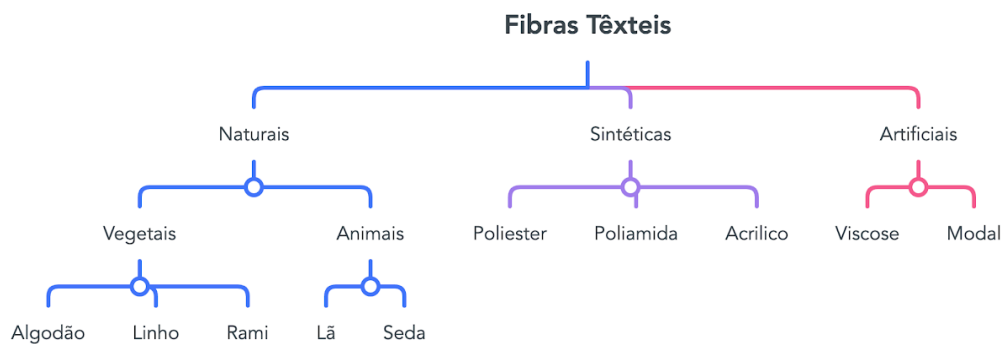 Fibras Têxteis
Naturais Sintéticas Artificiais
Vegetais Animais Poliester Poliamida Acrilico Viscose Modal
Algodão Linho Rami Lã Seda